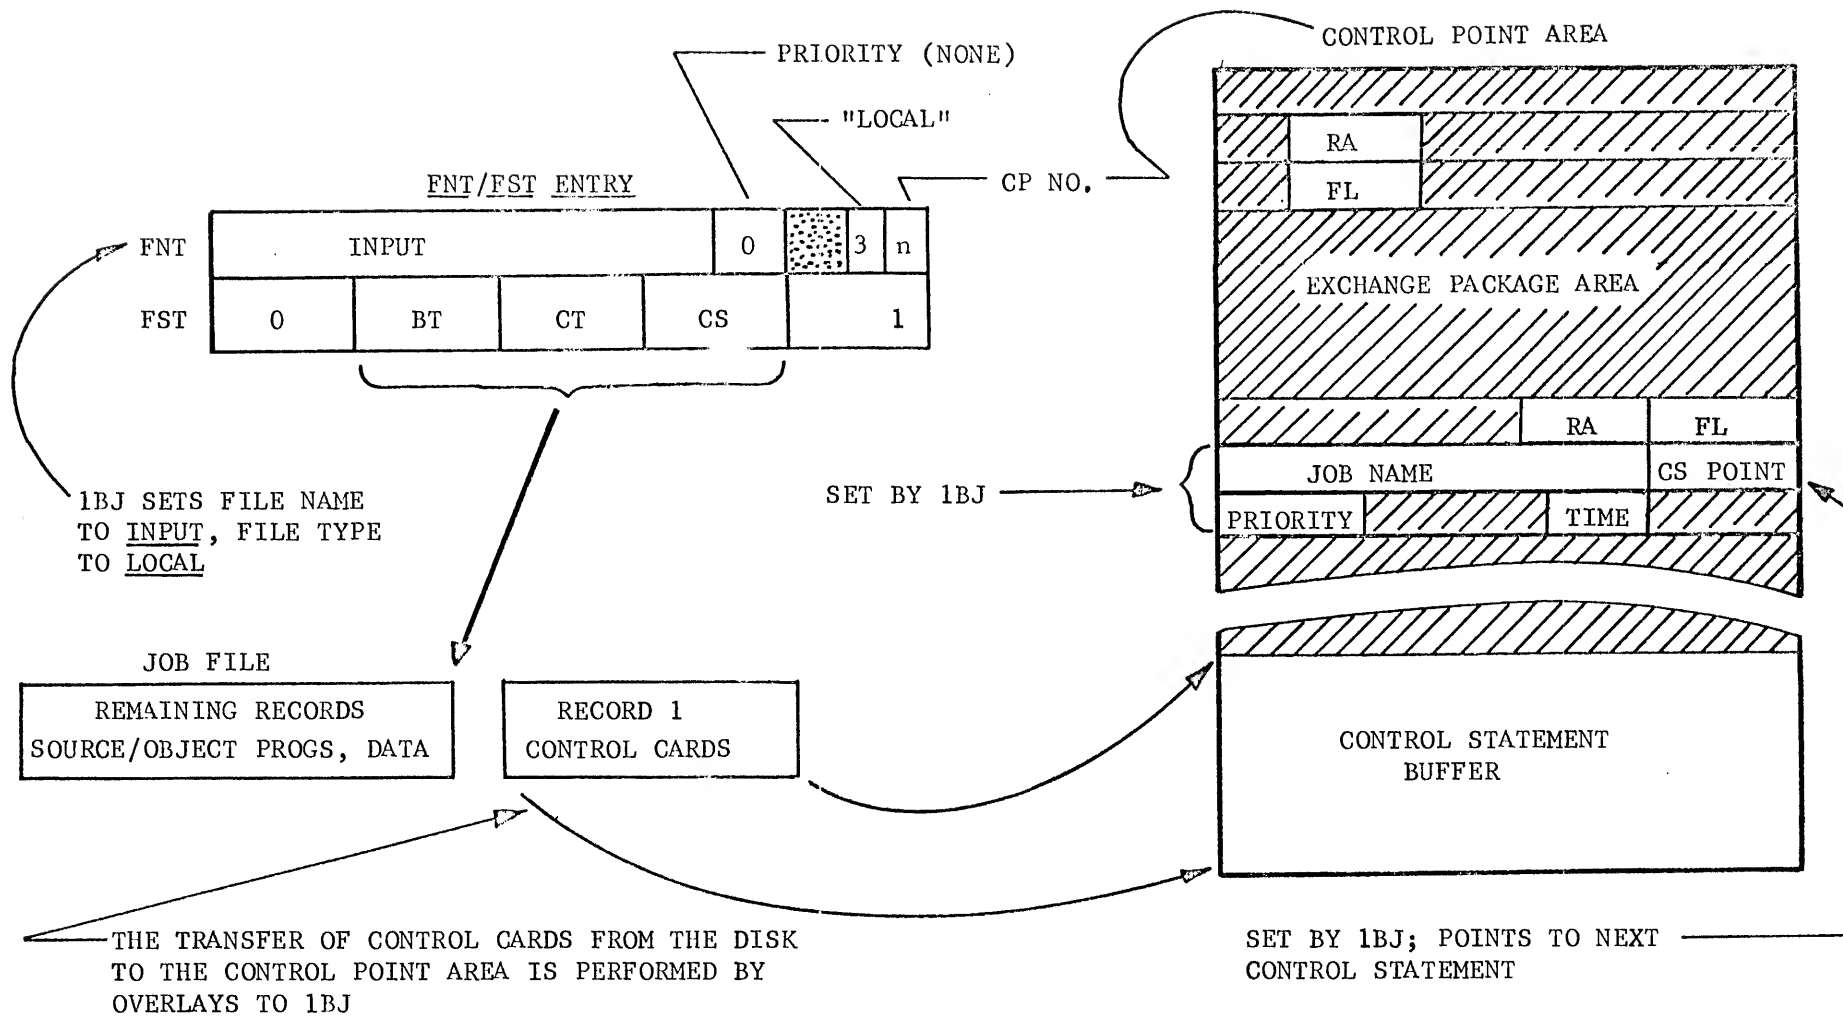 CONTROL POINT AREA
PRIORITY (NONE)
"LOCAL"
CP NO.
FNT/FST ENTRY
FNT
INPUT
0
3
n
FST
0
BT
CT
CS
1
1BJ SETS FILE NAME
TO INPUT, FILE TYPE
TO LOCAL
JOB FILE
REMAINING RECORDS
SOURCE/OBJECT PROGS, DATA
RECORD 1
CONTROL CARDS
THE TRANSFER OF CONTROL CARDS FROM THE DISK
TO THE CONTROL POINT AREA IS PERFORMED BY
OVERLAYS TO 1BJ
RA
FL
EXCHANGE PACKAGE AREA
RA
FL
SET BY 1BJ
JOB NAME
CS POINT
PRIORITY
TIME
CONTROL STATEMENT
BUFFER
SET BY 1BJ; POINTS TO NEXT
CONTROL STATEMENT